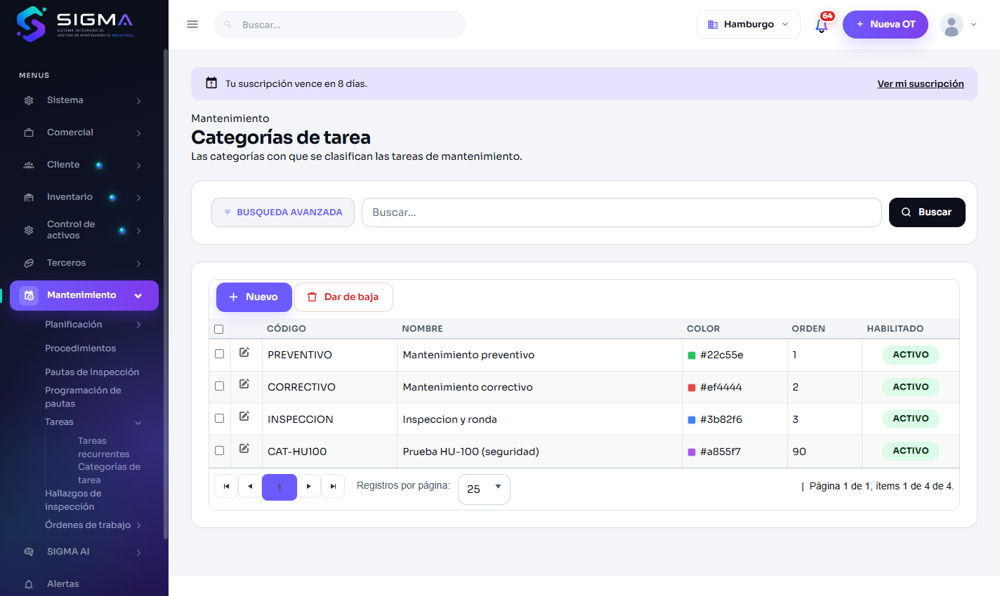 SIGMA
SISTEMA INTEGRADO DE
GESTIÓN DE MANTENIMIENTO INDUSTRIAL
MENUS
Sistema
Comercial
Cliente
Inventario
Control de
activos
Terceros
Mantenimiento
Planificación
Procedimientos
Pautas de inspección
Programación de
pautas
Tareas
Tareas
recurrentes
Categorías de
tarea
Hallazgos de
inspección
Órdenes de trabajo
SIGMA AI
Alertas
Buscar...
Hamburgo
64
+ Nueva OT
Tu suscripción vence en 8 días.
Ver mi suscripción
Mantenimiento
Categorías de tarea
Las categorías con que se clasifican las tareas de mantenimiento.
BUSQUEDA AVANZADA
Buscar...
Buscar
+ Nuevo
Dar de baja
CÓDIGO NOMBRE COLOR ORDEN HABILITADO
PREVENTIVO Mantenimiento preventivo #22c55e 1 ACTIVO
CORRECTIVO Mantenimiento correctivo #ef4444 2 ACTIVO
INSPECCION Inspeccion y ronda #3b82f6 3 ACTIVO
CAT-HU100 Prueba HU-100 (seguridad) #a855f7 90 ACTIVO
1 Registros por página: 25 | Página 1 de 1, ítems 1 de 4 de 4.